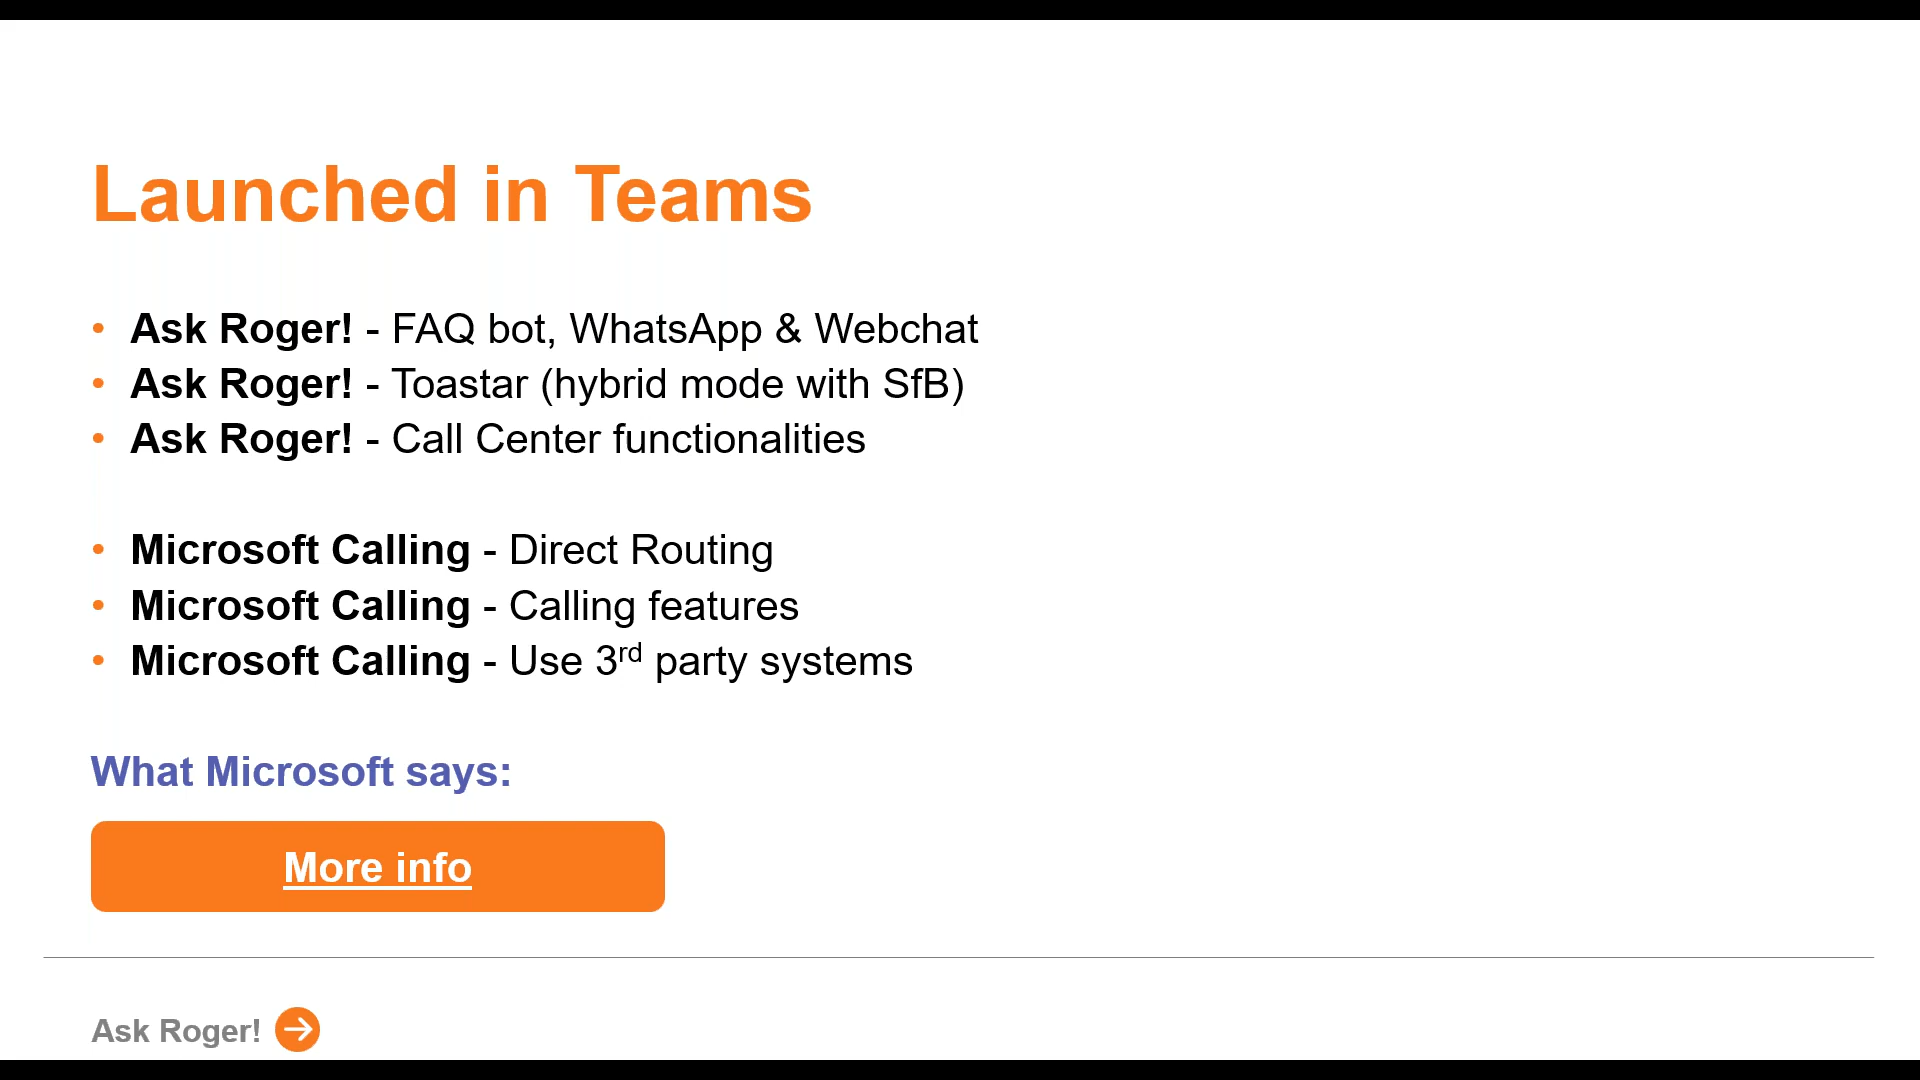 Launched in Teams
• Ask Roger! - FAQ bot, WhatsApp & Webchat
• Ask Roger! - Toastar (hybrid mode with SfB)
• Ask Roger! - Call Center functionalities
• Microsoft Calling - Direct Routing
• Microsoft Calling - Calling features
• Microsoft Calling - Use 3rd party systems
What Microsoft says:
More info
Ask Roger!